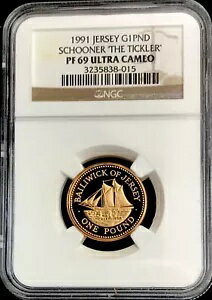 1991 JERSEY G1PND
SCHOONER 'THE TICKLER'
PF 69 ULTRA CAMEO
3235838-015
NGC
BAILIWICK OF JERSEY
ONE POUND